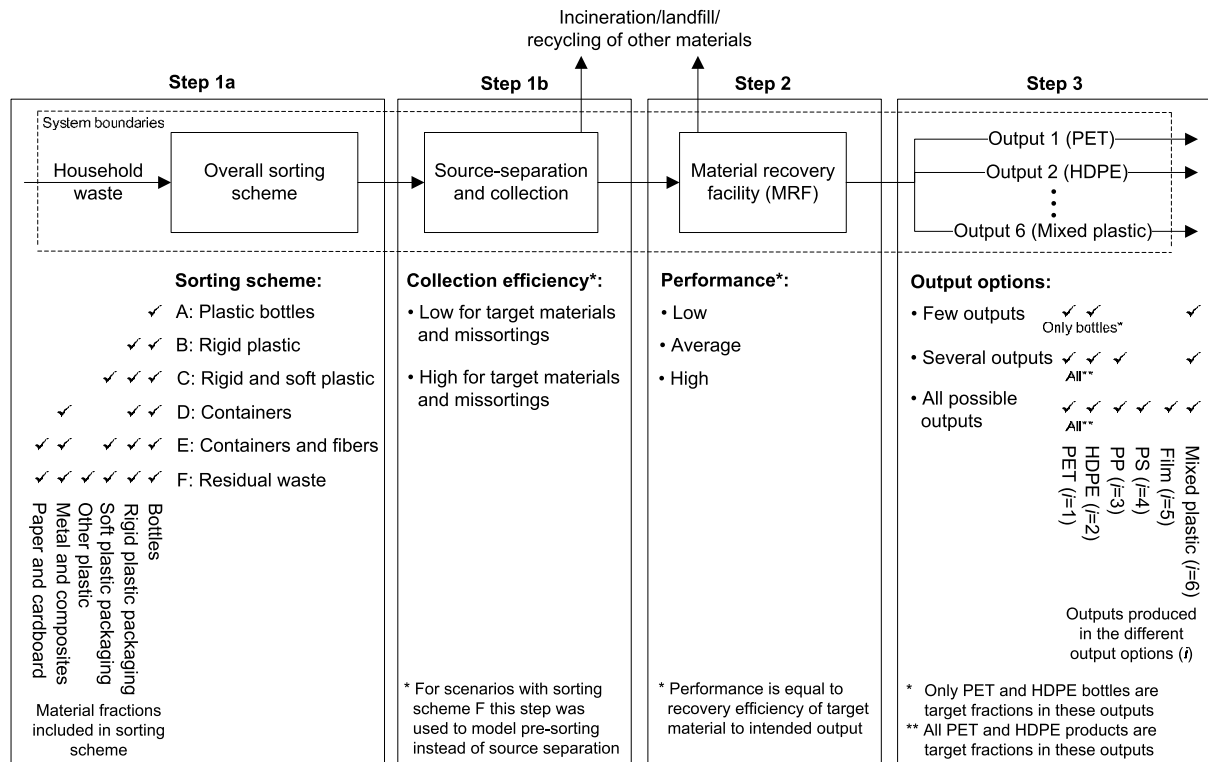 Incineration/landfill/
recycling of other materials
Step 1a
Step 1b
Step 2
Step 3
System boundaries
Household
waste
Overall sorting
scheme
Source-separation
and collection
Material recovery
facility (MRF)
Output 1 (PET)
Output 2 (HDPE)
Output 6 (Mixed plastic)
Sorting scheme:
A: Plastic bottles
B: Rigid plastic
C: Rigid and soft plastic
D: Containers
E: Containers and fibers
F: Residual waste
Paper and cardboard
Metal and composites
Other plastic
Soft plastic packaging
Rigid plastic packaging
Bottles
Material fractions
included in sorting
scheme
Collection efficiency*:
• Low for target materials
and missortings
• High for target materials
and missortings
* For scenarios with sorting
scheme F this step was
used to model pre-sorting
instead of source separation
Performance*:
• Low
• Average
• High
* Performance is equal to
recovery efficiency of target
material to intended output
Output options:
• Few outputs
Only bottles*
• Several outputs
All**
• All possible
outputs
All**
PET (i=1)
HDPE (i=2)
PP (i=3)
PS (i=4)
Film (i=5)
Mixed plastic (i=6)
Outputs produced
in the different
output options (i)
* Only PET and HDPE bottles are
target fractions in these outputs
** All PET and HDPE products are
target fractions in these outputs